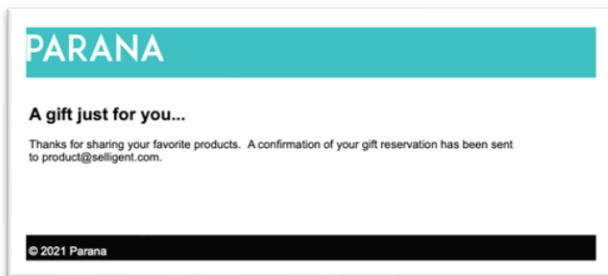 PARANA
A gift just for you...
Thanks for sharing your favorite products.  A confirmation of your gift reservation has been sent
to product@selligent.com.
© 2021 Parana